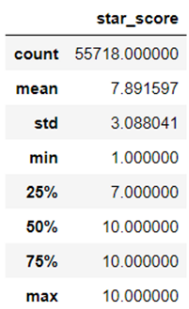 star_score
count 55718.000000
mean 7.891597
std 3.088041
min 1.000000
25% 7.000000
50% 10.000000
75% 10.000000
max 10.000000